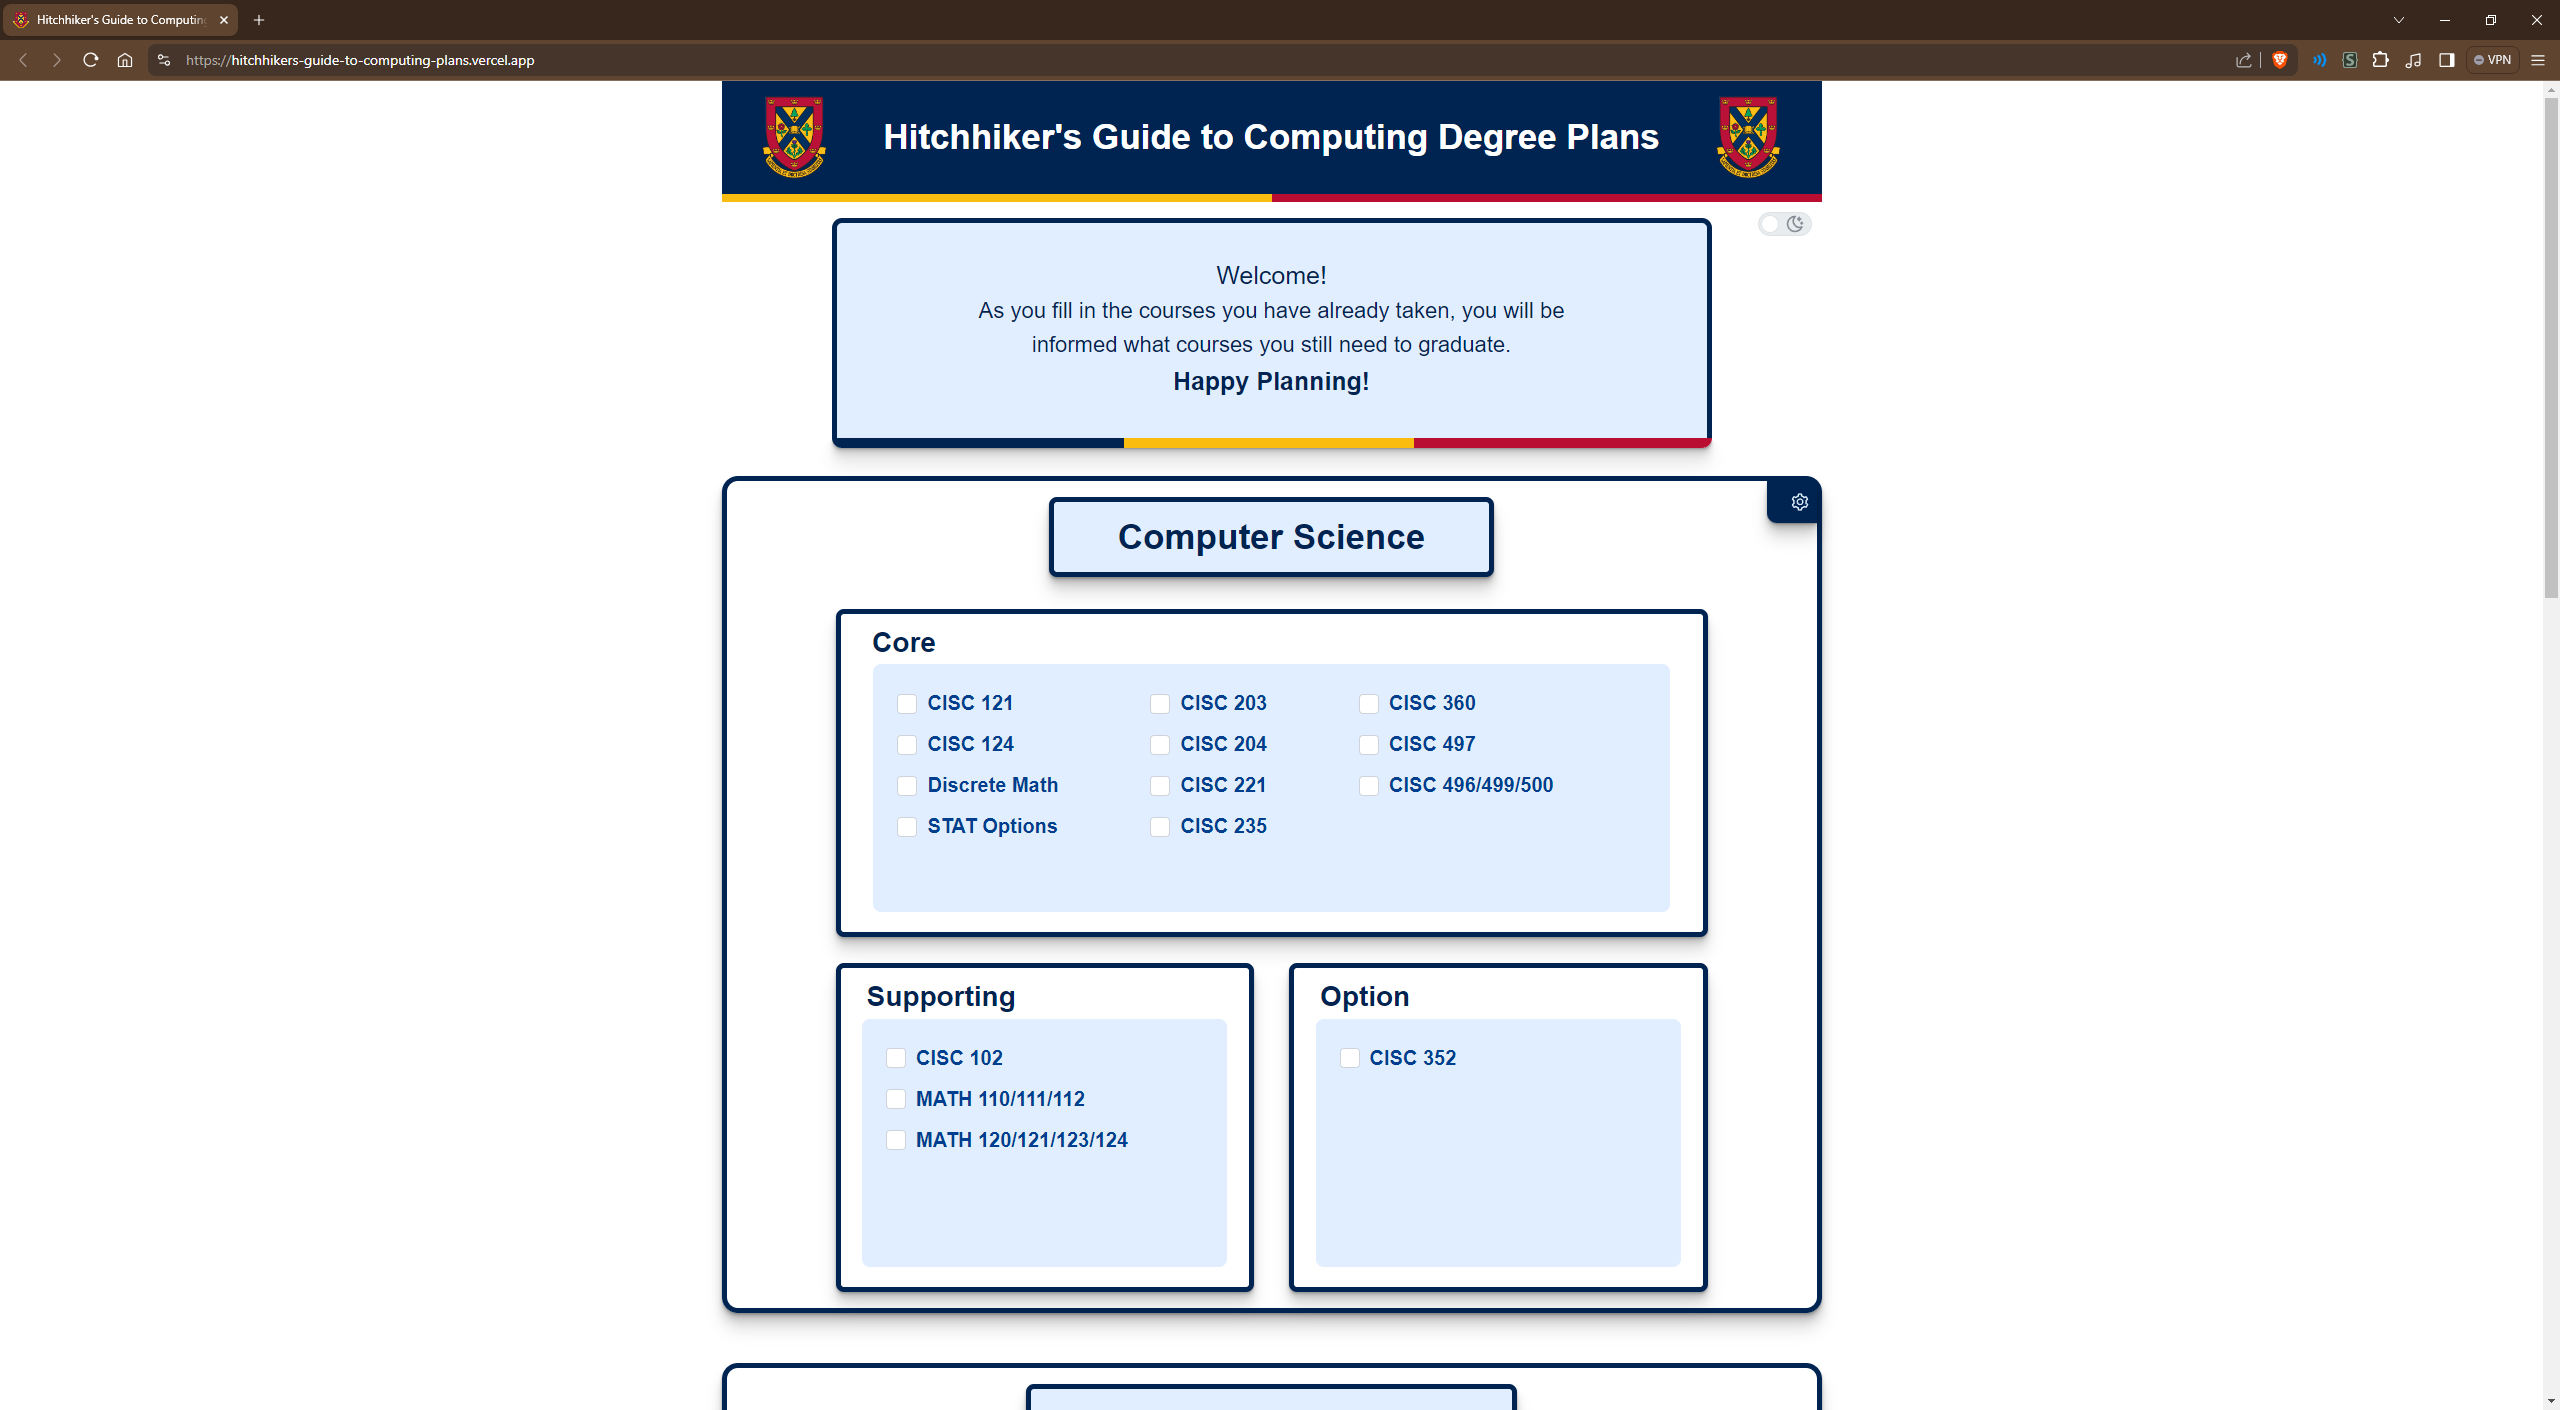 Hitchhiker's Guide to Computin
https://hitchhikers-guide-to-computing-plans.vercel.app
VPN
Hitchhiker's Guide to Computing Degree Plans
Welcome!
As you fill in the courses you have already taken, you will be
informed what courses you still need to graduate.
Happy Planning!
Computer Science
Core
CISC 121
CISC 124
Discrete Math
STAT Options
CISC 203
CISC 204
CISC 221
CISC 235
CISC 360
CISC 497
CISC 496/499/500
Supporting
CISC 102
MATH 110/111/112
MATH 120/121/123/124
Option
CISC 352